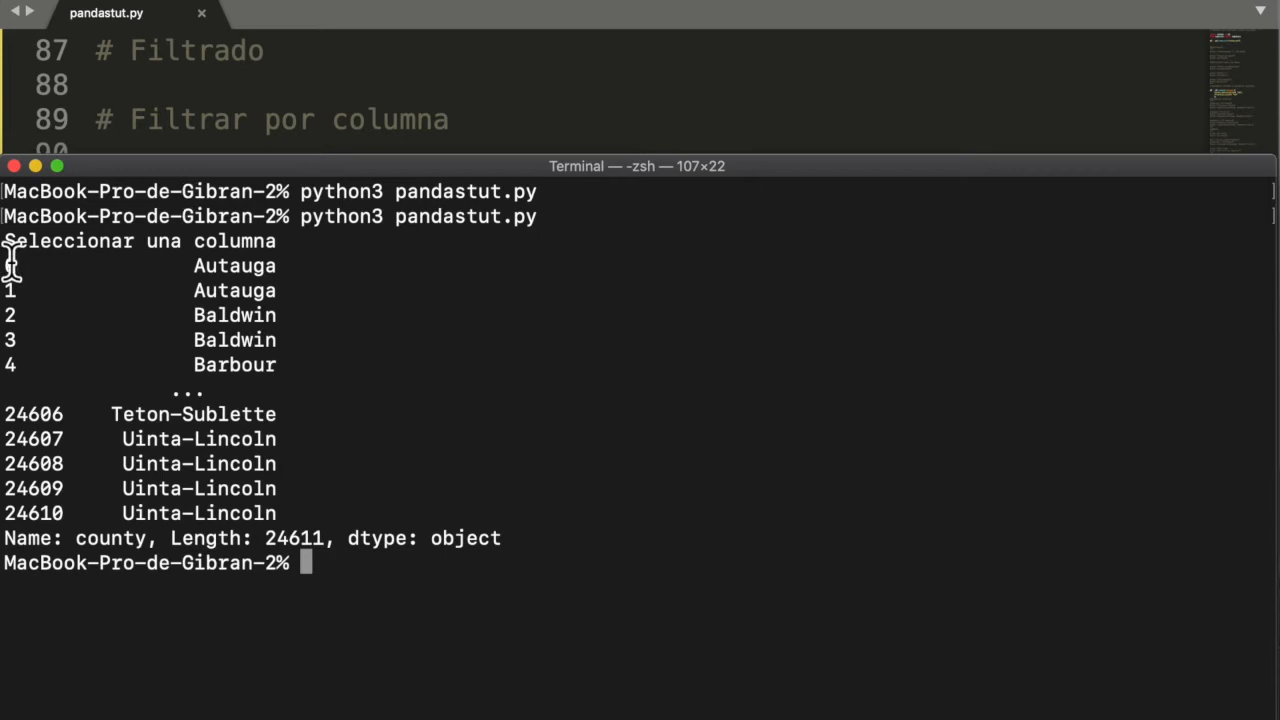 pandastut.py
87 # Filtrado
88
89 # Filtrar por columna
90
Terminal — -zsh — 107×22
[MacBook-Pro-de-Gibran-2% python3 pandastut.py ]
[MacBook-Pro-de-Gibran-2% python3 pandastut.py ]
Seleccionar una columna
Autauga
1 Autauga
2 Baldwin
3 Baldwin
4 Barbour
...
24606 Teton-Sublette
24607 Uinta-Lincoln
24608 Uinta-Lincoln
24609 Uinta-Lincoln
24610 Uinta-Lincoln
Name: county, Length: 24611, dtype: object
MacBook-Pro-de-Gibran-2%